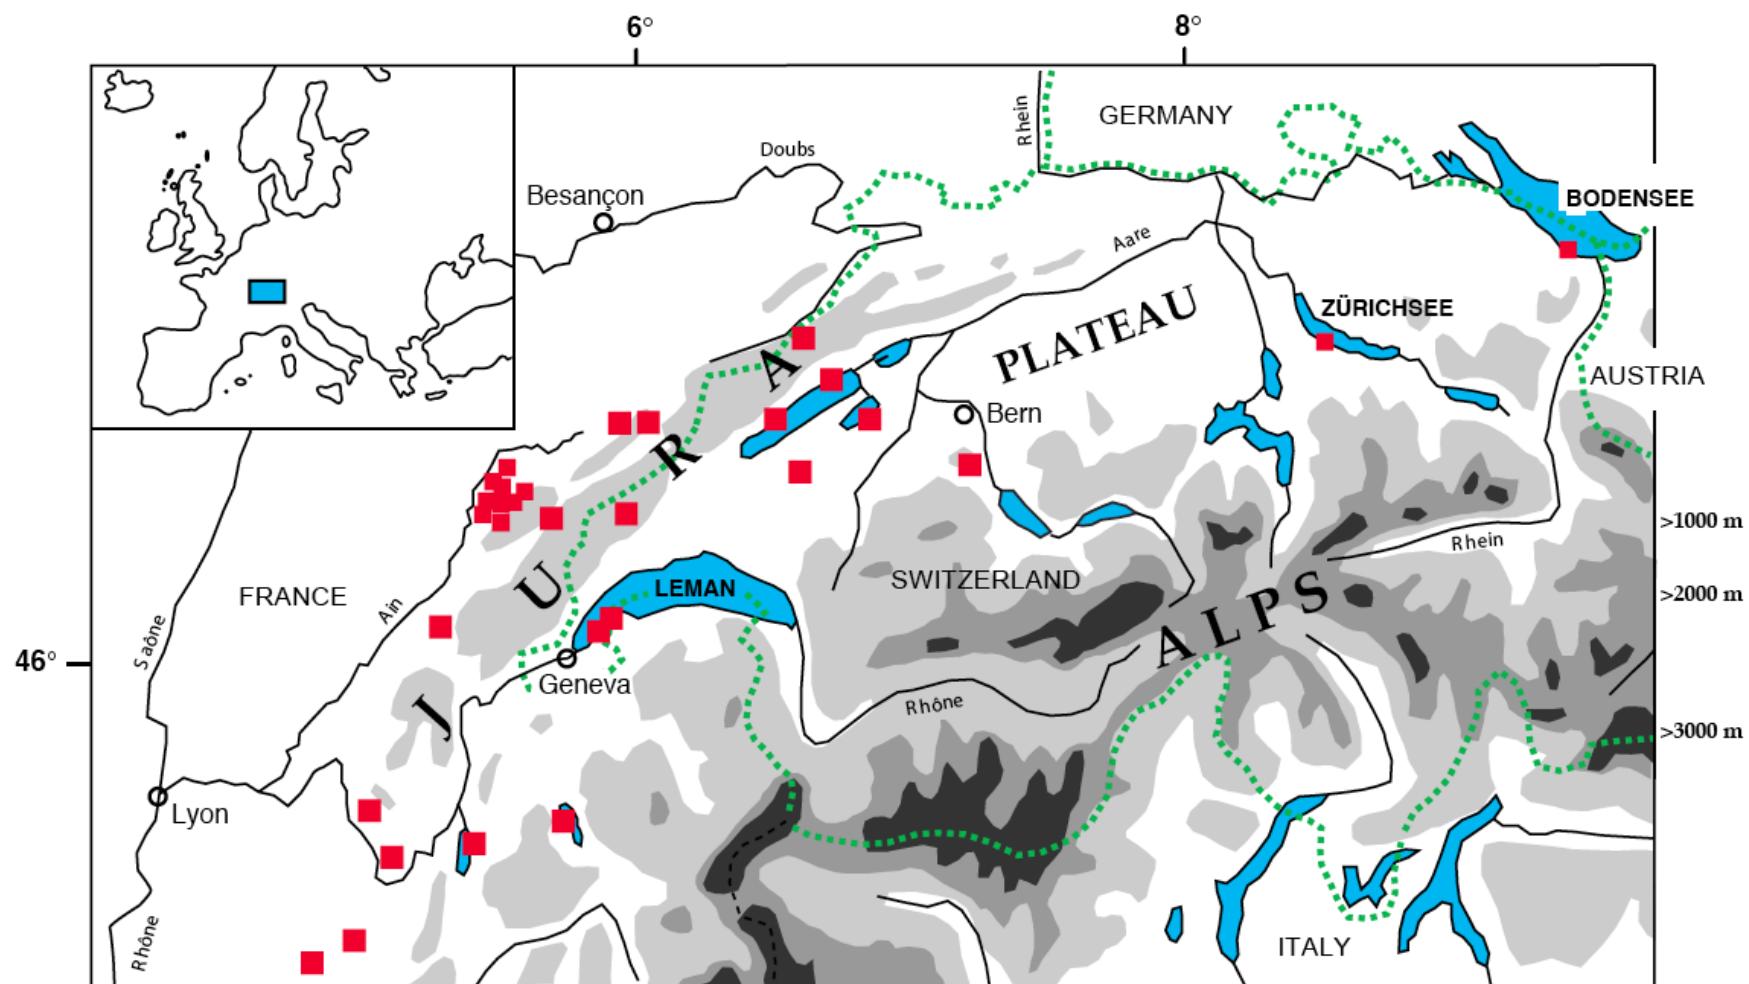 6°
8°
GERMANY
Rhein
Doubs
Besançon
BODENSEE
Aare
ZÜRICHSEE
PLATEAU
AUSTRIA
Bern
JURA
>1000 m
Rhein
SWITZERLAND
LEMAN
FRANCE
Ain
>2000 m
ALPS
Saône
46°
Geneva
Rhône
>3000 m
Lyon
Rhône
ITALY